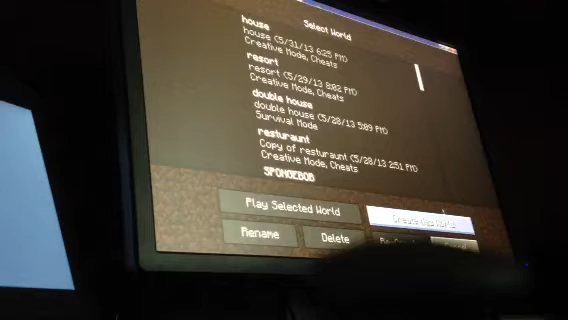 Select World
house
house (5/31/13 6:25 PM)
Creative Mode, Cheats
resort
resort (5/29/13 8:02 PM)
Creative Mode, Cheats
double house
double house (5/28/13 5:09 PM)
Survival Mode
resturaunt
Copy of resturaunt (5/28/13 2:51 PM)
Creative Mode, Cheats
SPONGEBOB
Play Selected World
Create New World
Rename
Delete